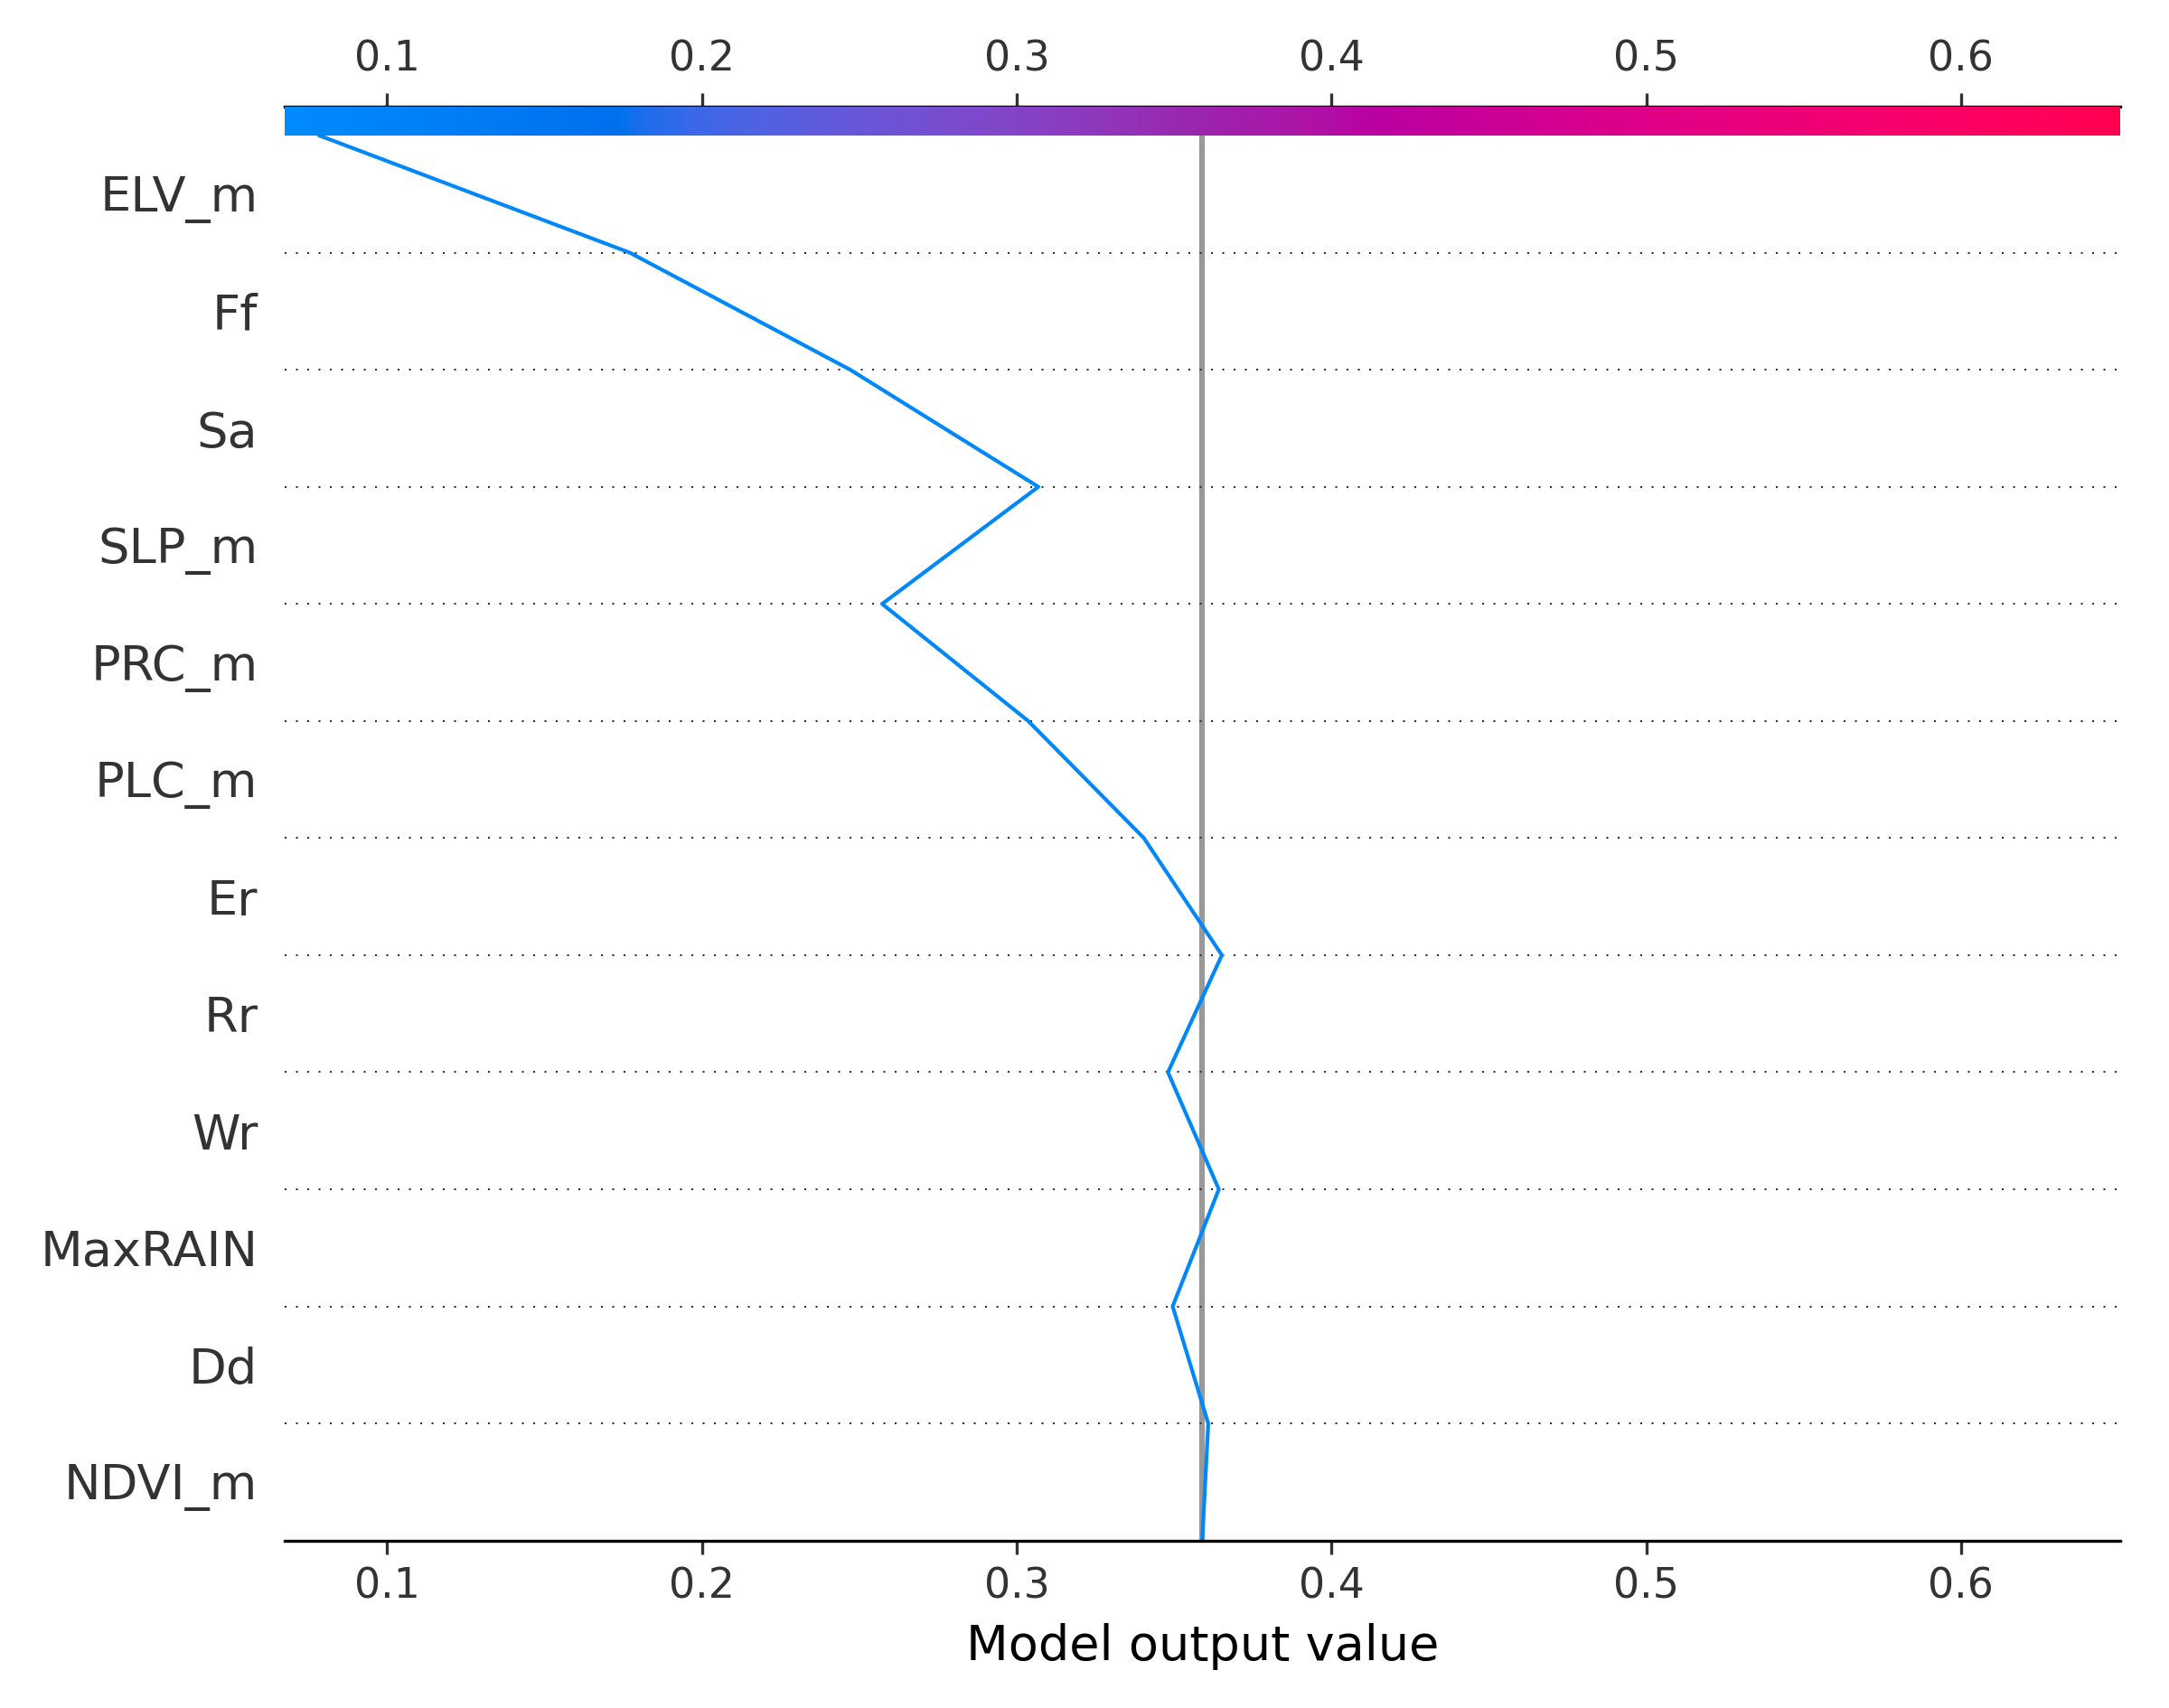 0.1 0.2 0.3 0.4 0.5 0.6
ELV_m
Ff
Sa
SLP_m
PRC_m
PLC_m
Er
Rr
Wr
MaxRAIN
Dd
NDVI_m
0.1 0.2 0.3 0.4 0.5 0.6
Model output value